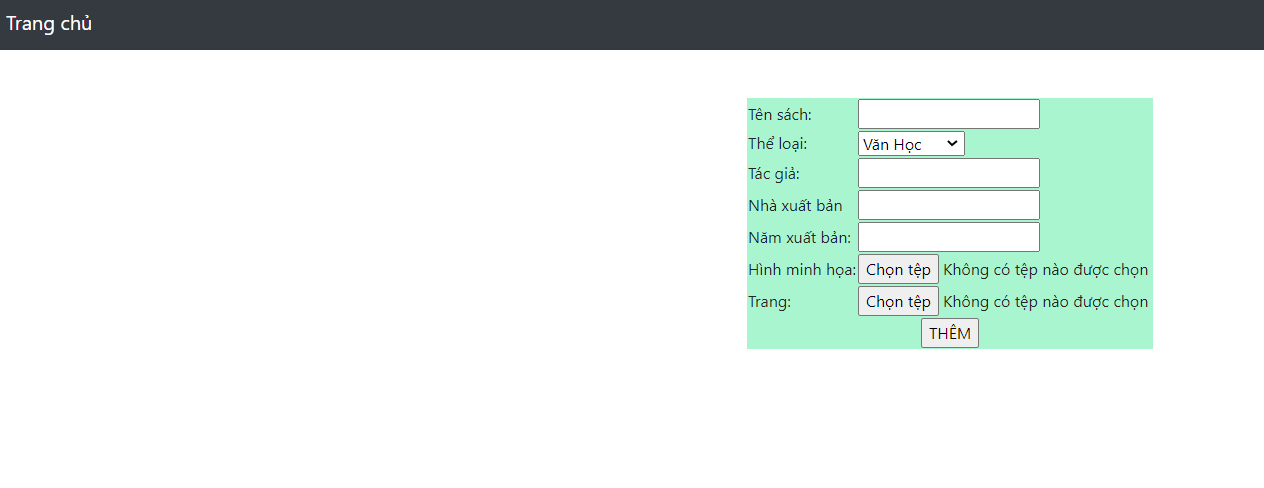 Trang chủ
Tên sách:
Thể loại: Văn Học
Tác giả:
Nhà xuất bản
Năm xuất bản:
Hình minh họa: Chọn tệp Không có tệp nào được chọn
Trang: Chọn tệp Không có tệp nào được chọn
THÊM